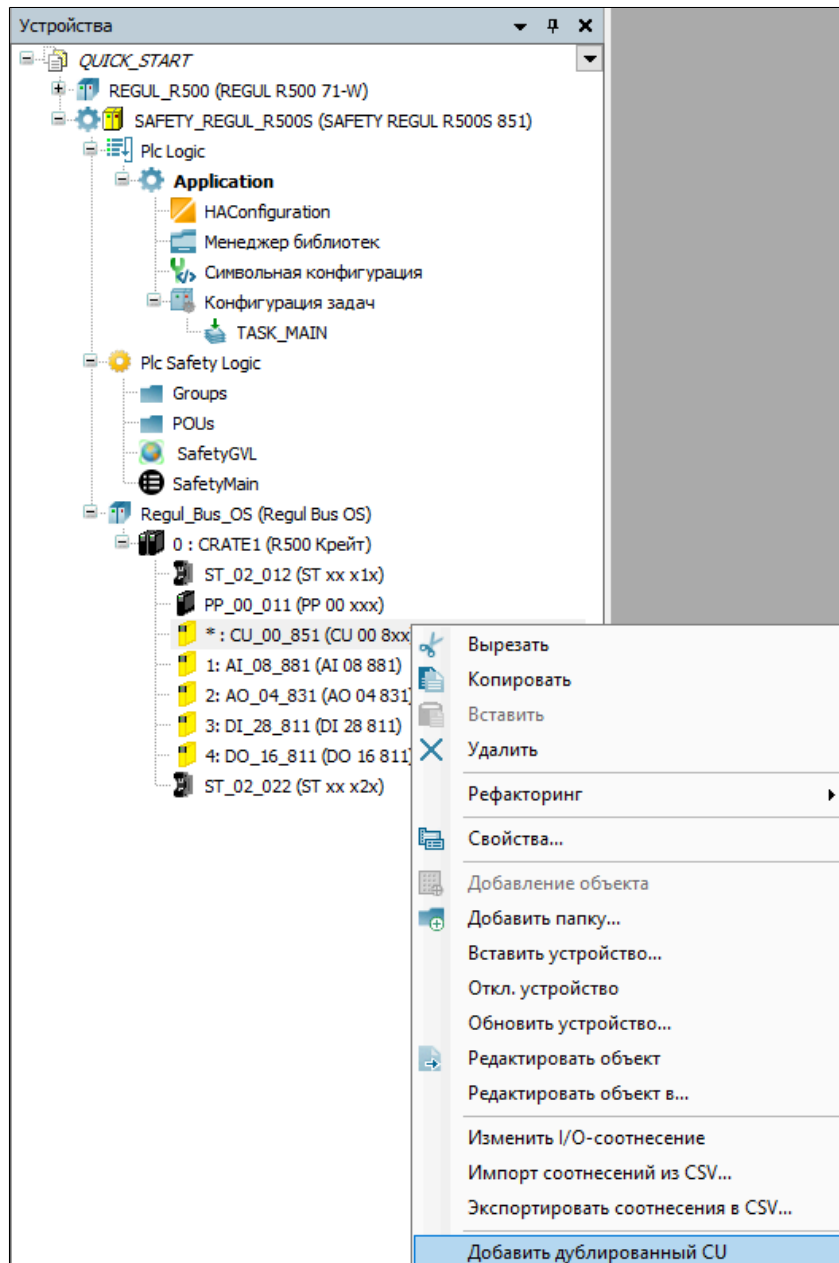 Устройства
QUICK_START
REGUL_R500 (REGUL R500 71-W)
SAFETY_REGUL_R500S (SAFETY REGUL R500S 851)
Plc Logic
Application
HAConfiguration
Менеджер библиотек
Символьная конфигурация
Конфигурация задач
TASK_MAIN
Plc Safety Logic
Groups
POUs
SafetyGVL
SafetyMain
Regul_Bus_OS (Regul Bus OS)
0 : CRATE1 (R500 Крейт)
ST_02_012 (ST xx x1x)
PP_00_011 (PP 00 xxx)
* : CU_00_851 (CU 00 8xx
1: AI_08_881 (AI 08 881)
2: AO_04_831 (AO 04 831)
3: DI_28_811 (DI 28 811)
4: DO_16_811 (DO 16 811)
ST_02_022 (ST xx x2x)
Вырезать
Копировать
Вставить
Удалить
Рефакторинг
Свойства...
Добавление объекта
Добавить папку...
Вставить устройство...
Откл. устройство
Обновить устройство...
Редактировать объект
Редактировать объект в...
Изменить I/O-соотнесение
Импорт соотнесений из CSV...
Экспортировать соотнесения в CSV...
Добавить дублированный CU